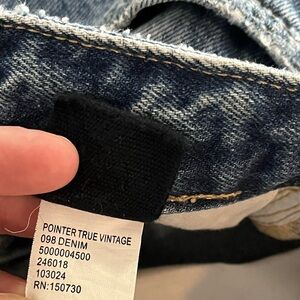 POINTER TRUE VINTAGE
098 DENIM
5000004500
246018
103024
RN:150730